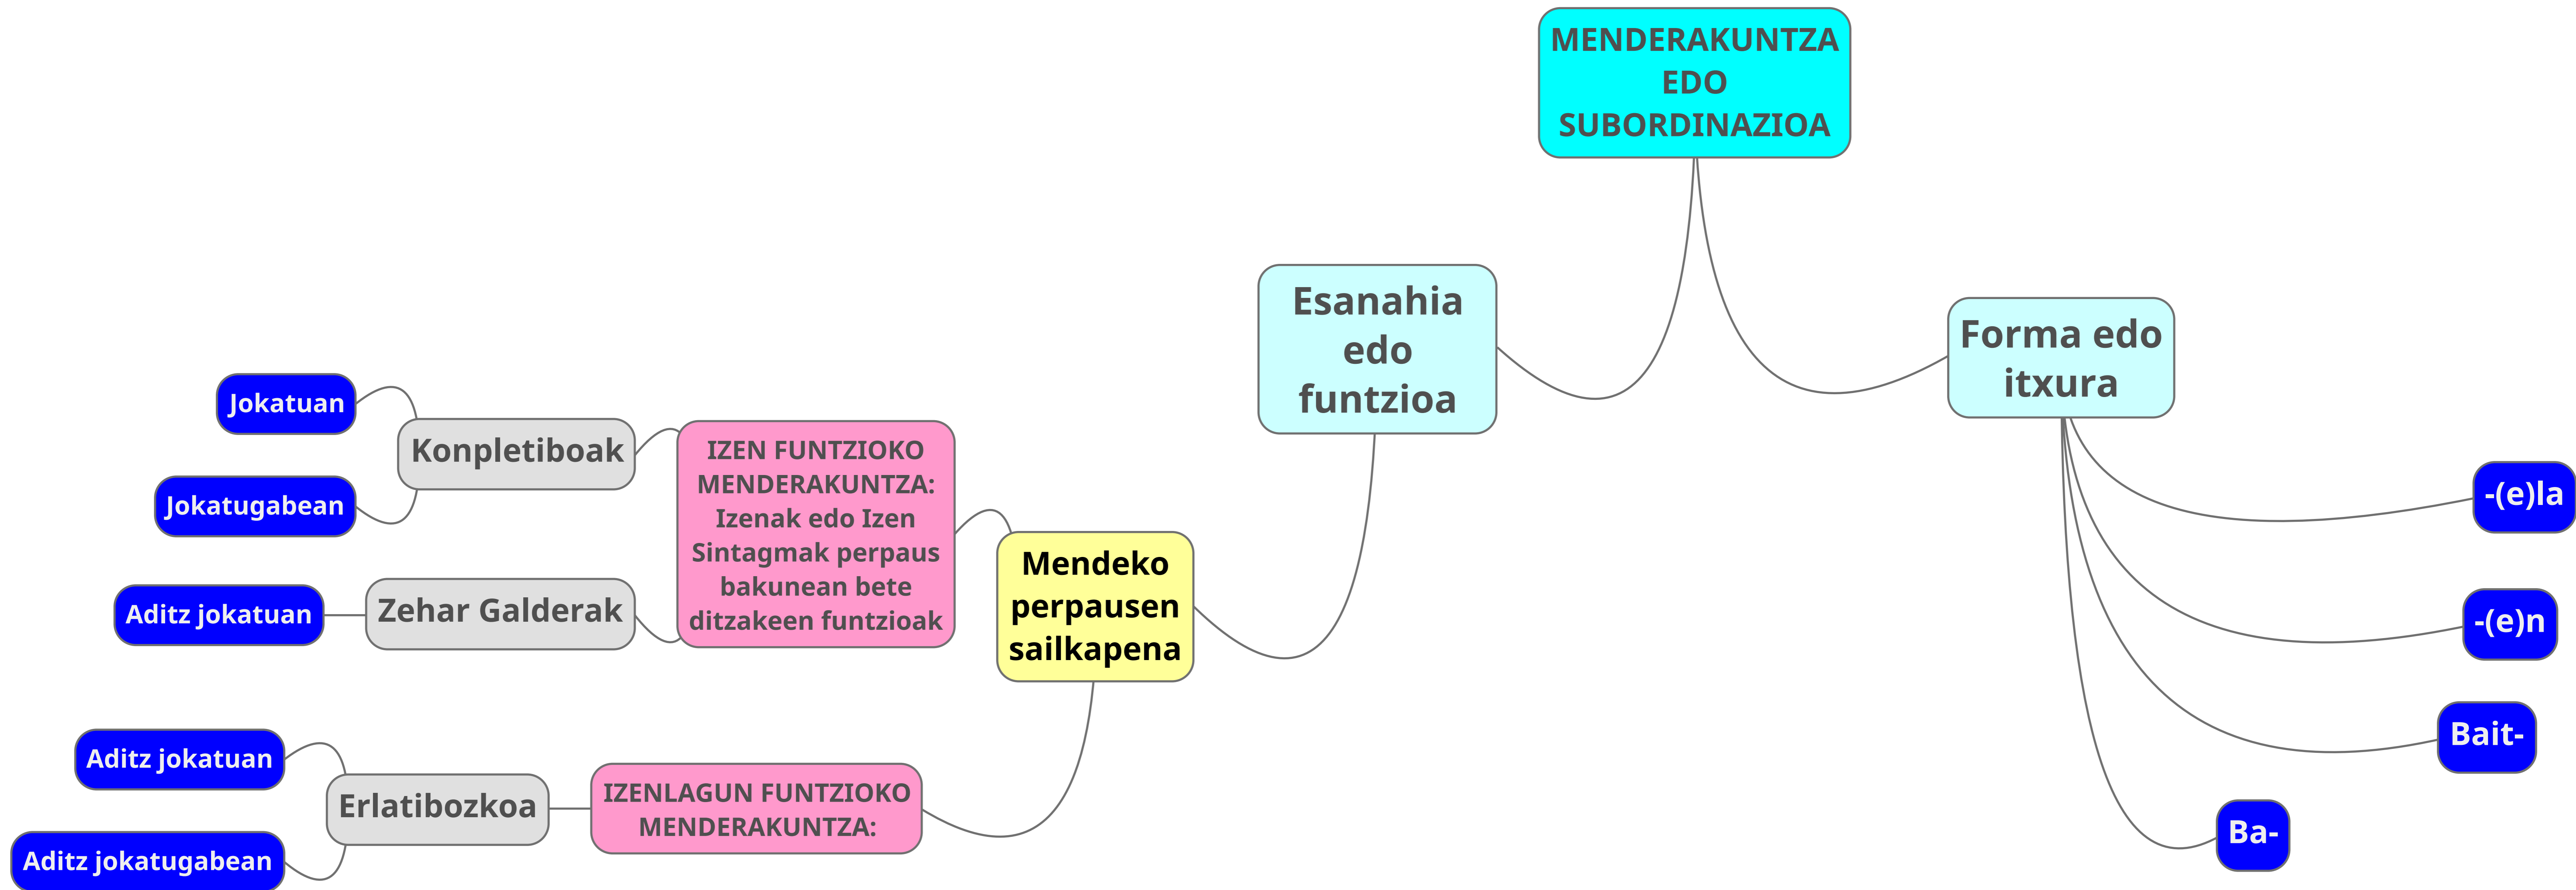 MENDERAKUNTZA
EDO
SUBORDINAZIOA
Esanahia
edo
funtzioa
Mendeko
perpausen
sailkapena
IZEN FUNTZIOKO
MENDERAKUNTZA:
Izenak edo Izen
Sintagmak perpaus
bakunean bete
ditzakeen funtzioak
Konpletiboak
Jokatuan
Jokatugabean
Zehar Galderak
Aditz jokatuan
IZENLAGUN FUNTZIOKO
MENDERAKUNTZA:
Erlatibozkoa
Aditz jokatuan
Aditz jokatugabean
Forma edo
itxura
-(e)la
-(e)n
Bait-
Ba-